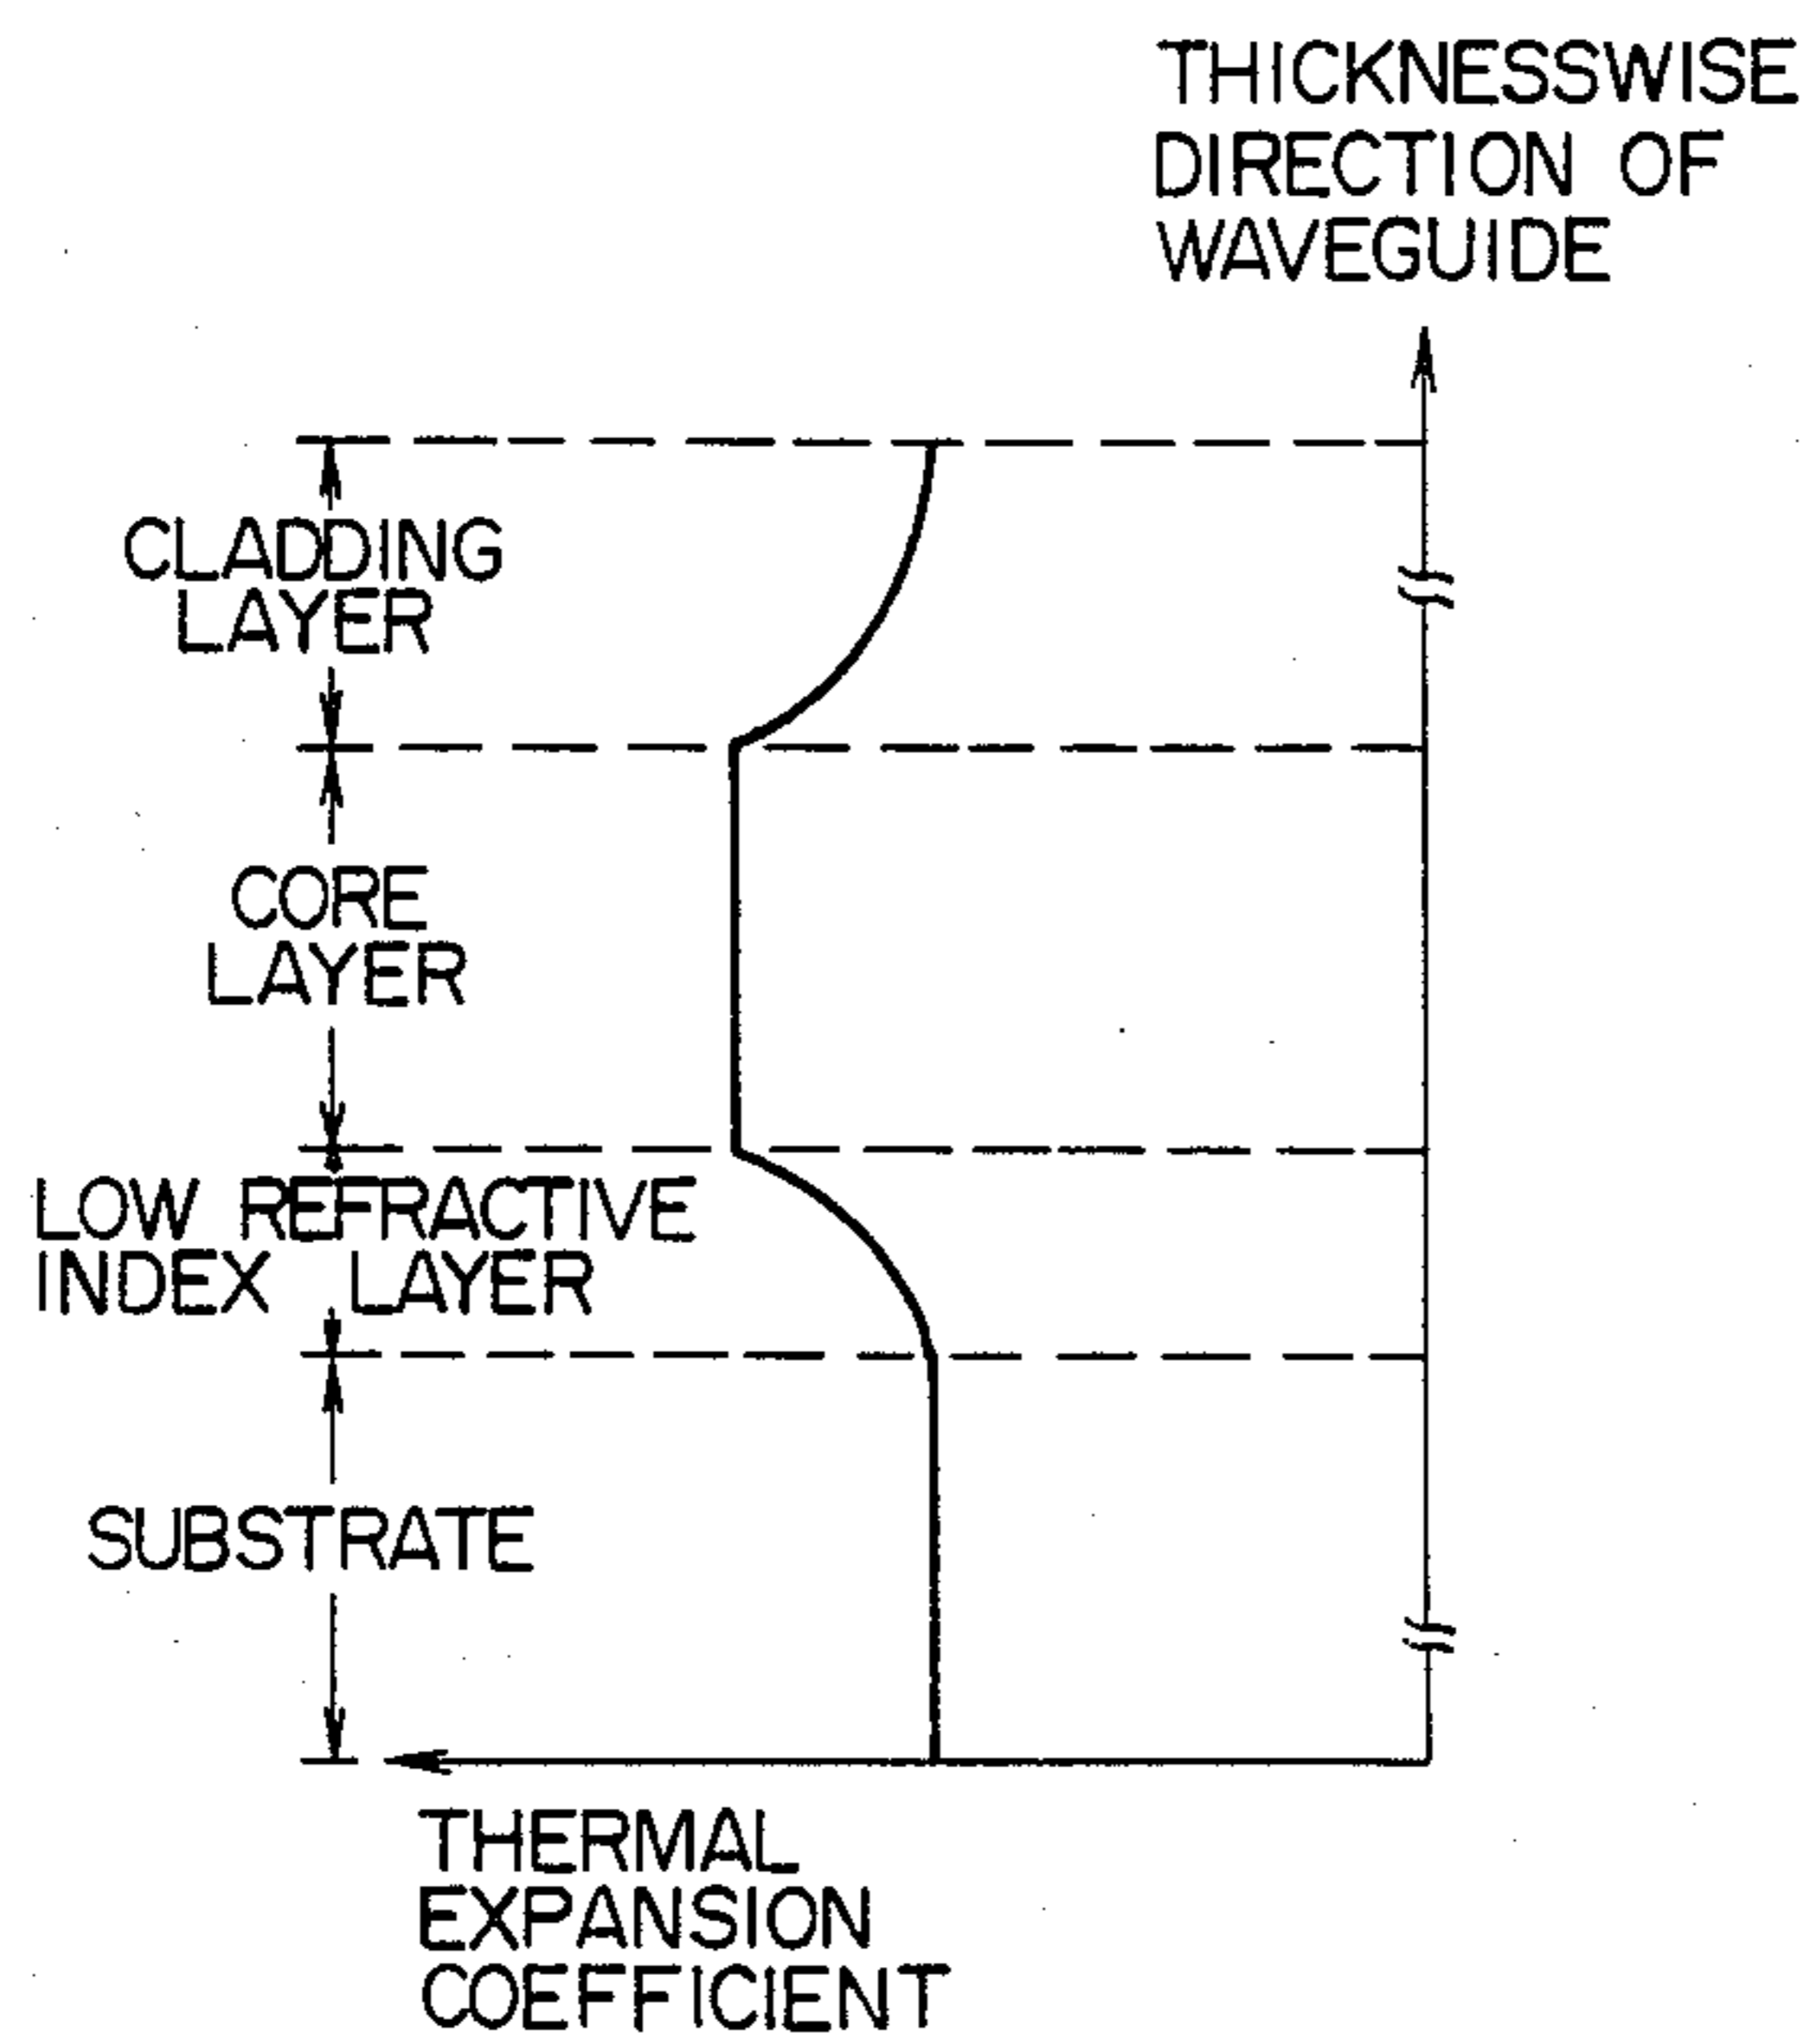 THICKNESSWISE
DIRECTION OF
WAVEGUIDE
CLADDING
LAYER
CORE
LAYER
LOW REFRACTIVE
INDEX LAYER
SUBSTRATE
THERMAL
EXPANSION
COEFFICIENT